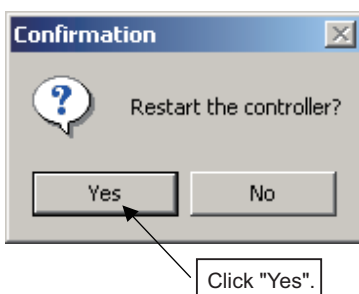 Confirmation
Restart the controller?
Yes
No
Click "Yes".